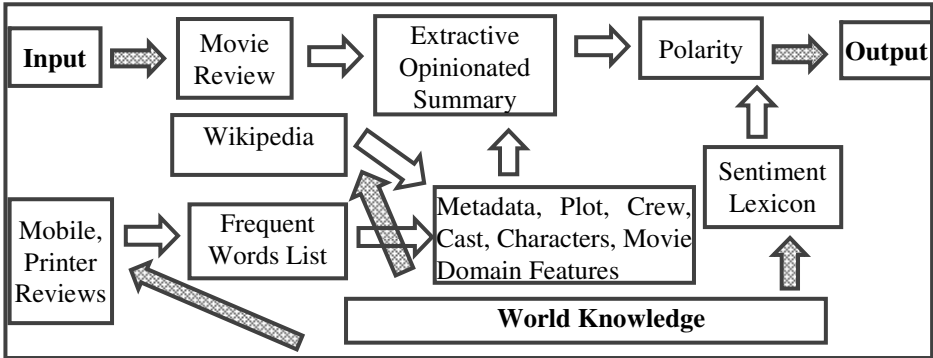 Input
Movie
Review
Extractive
Opinionated
Summary
Polarity
Output
Wikipedia
Sentiment
Lexicon
Mobile,
Printer
Reviews
Frequent
Words List
Metadata, Plot, Crew,
Cast, Characters, Movie
Domain Features
World Knowledge